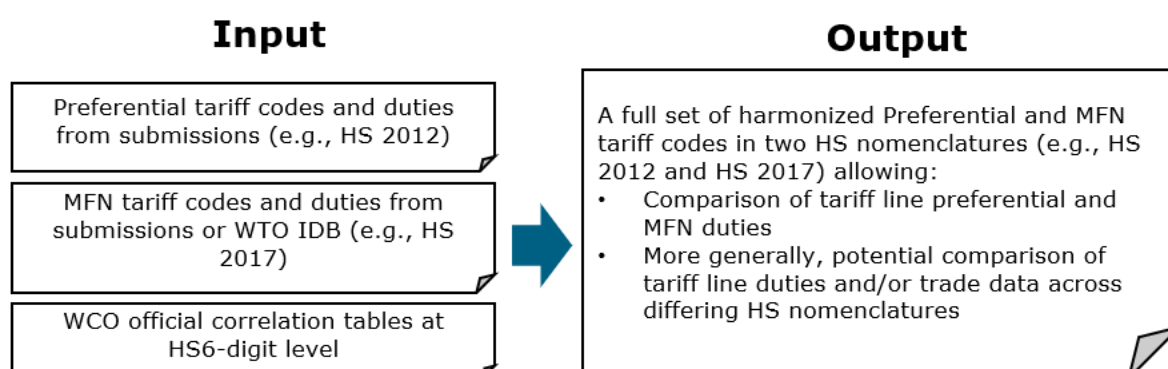 Input
Preferential tariff codes and duties
from submissions (e.g., HS 2012)
MFN tariff codes and duties from
submissions or WTO IDB (e.g., HS
2017)
WCO official correlation tables at
HS6-digit level
Output
A full set of harmonized Preferential and MFN
tariff codes in two HS nomenclatures (e.g., HS
2012 and HS 2017) allowing:
• Comparison of tariff line preferential and
MFN duties
• More generally, potential comparison of
tariff line duties and/or trade data across
differing HS nomenclatures